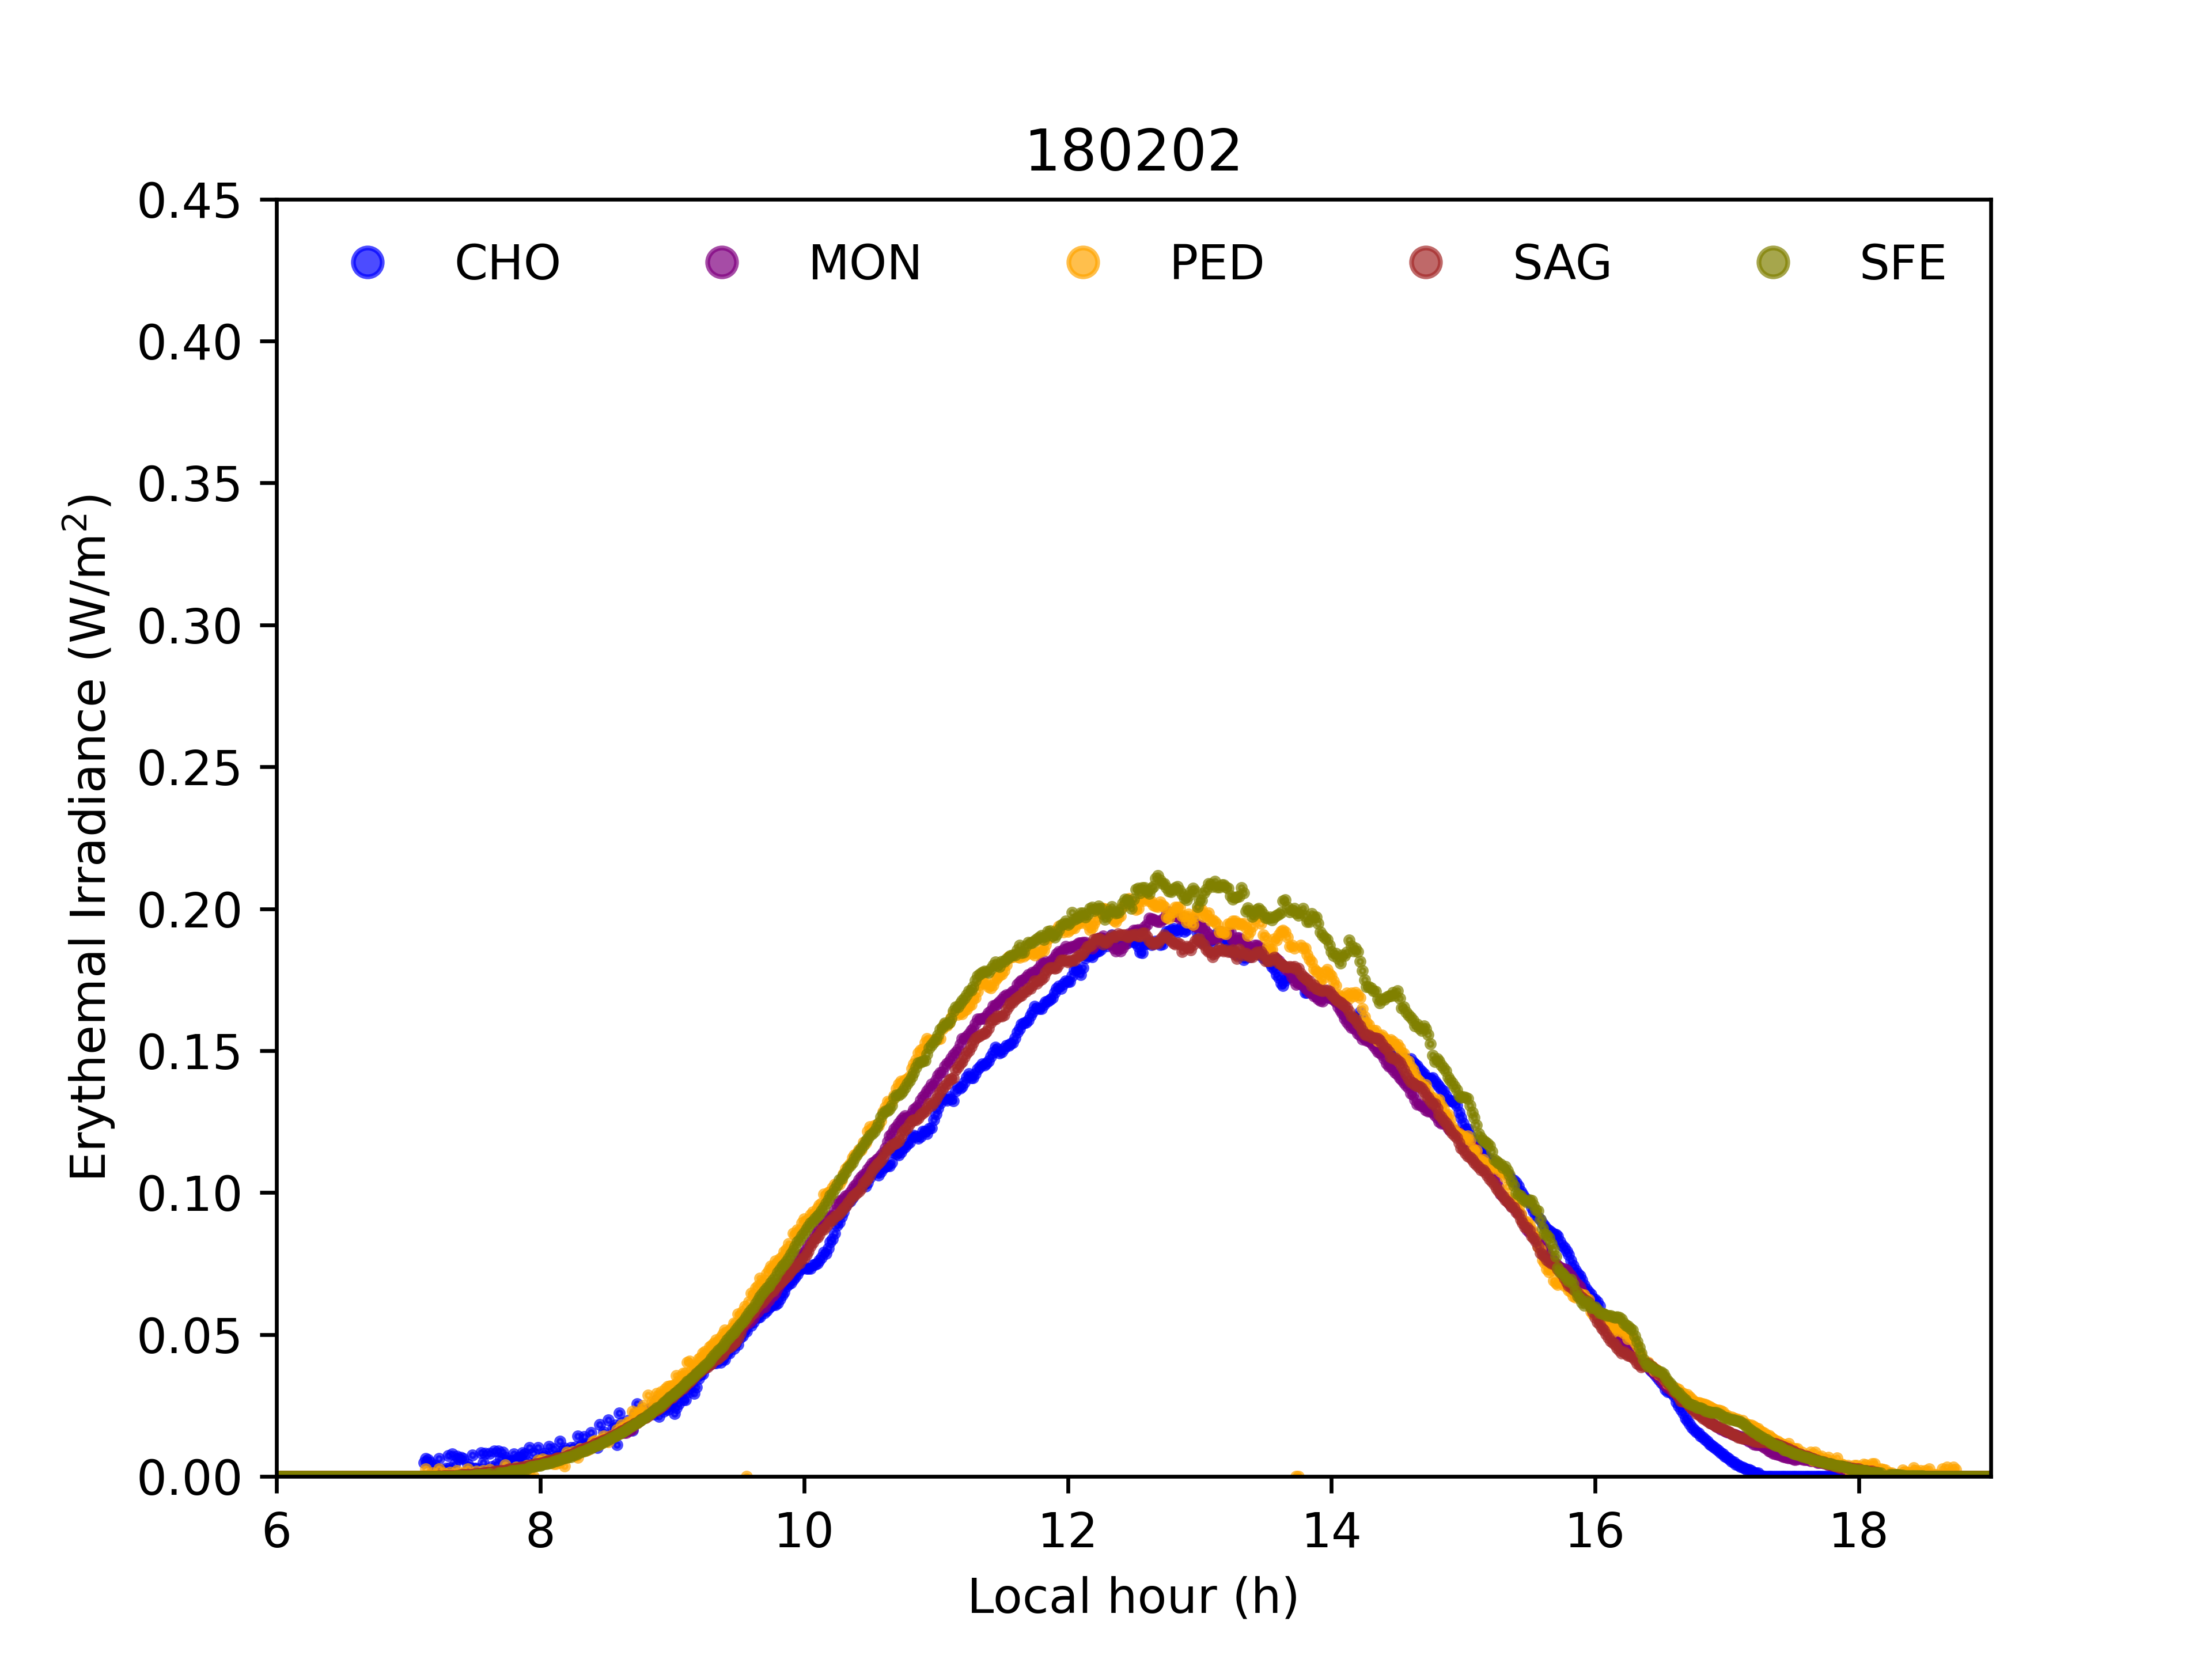 180202
CHO MON PED SAG SFE
0.45
0.40
0.35
0.30
0.25
0.20
0.15
0.10
0.05
0.00
Erythemal Irradiance (W/m²)
6 8 10 12 14 16 18
Local hour (h)